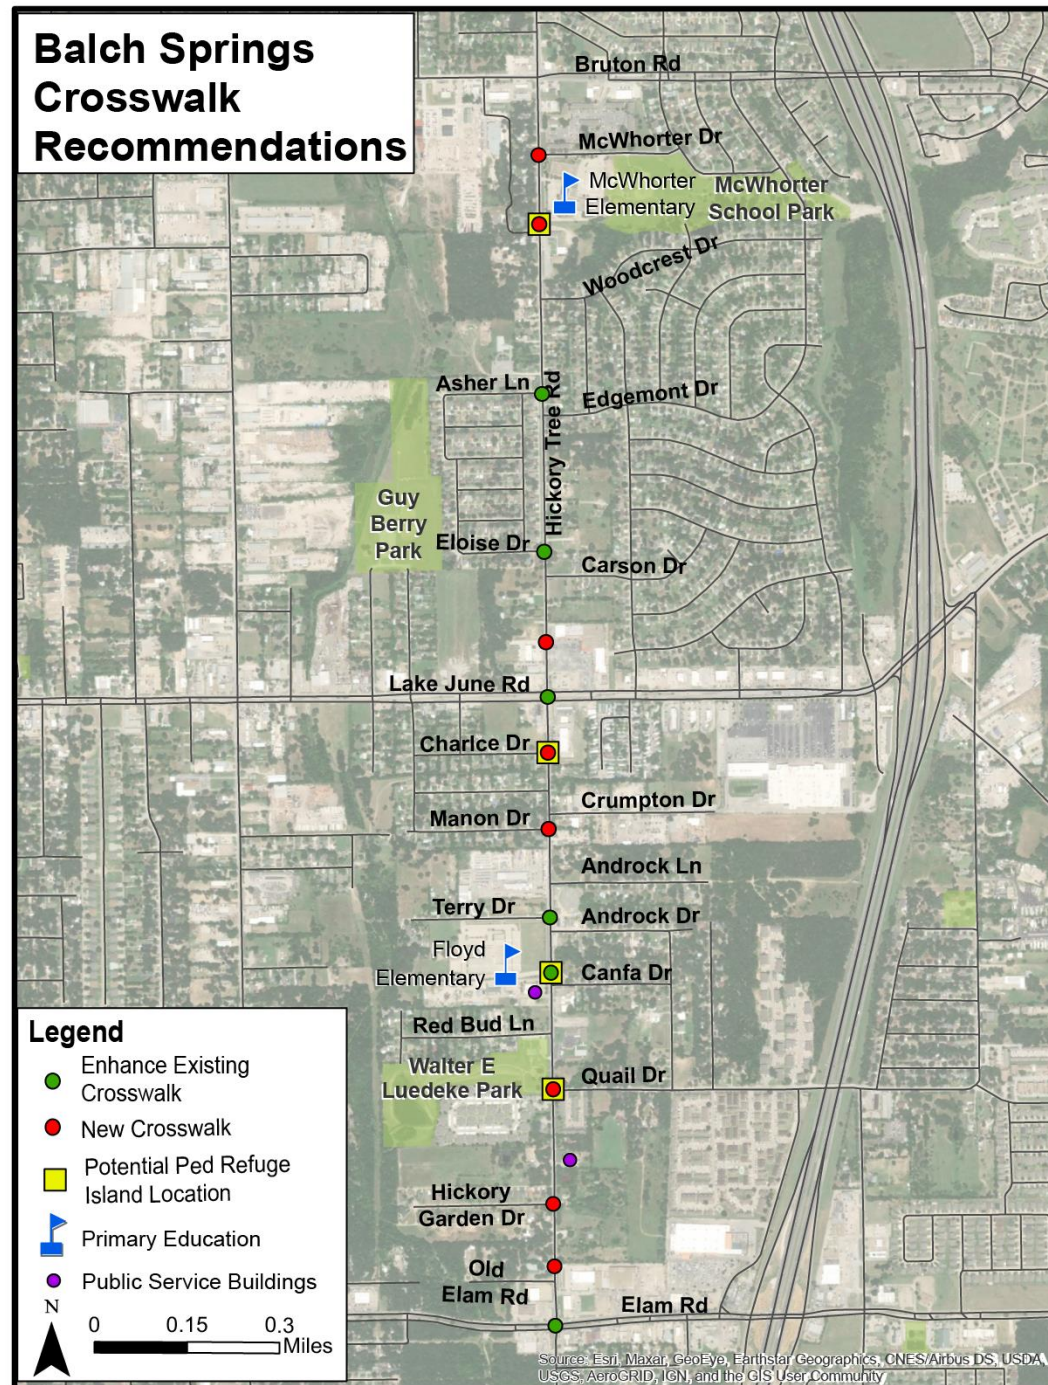 Balch Springs
Crosswalk
Recommendations
Bruton Rd
McWhorter Dr
McWhorter
Elementary
McWhorter
School Park
Woodcrest Dr
Asher Ln
Edgemont Dr
Hickory Tree Rd
Guy
Berry
Park
Eloise Dr
Carson Dr
Lake June Rd
Charlce Dr
Crumpton Dr
Manon Dr
Androck Ln
Terry Dr
Androck Dr
Floyd
Elementary
Canfa Dr
Red Bud Ln
Walter E
Luedeke Park
Quail Dr
Hickory
Garden Dr
Old
Elam Rd
Elam Rd
Legend
Enhance Existing
Crosswalk
New Crosswalk
Potential Ped Refuge
Island Location
Primary Education
Public Service Buildings
N
0 0.15 0.3
Miles
Source: Esri, Maxar, GeoEye, Earthstar Geographics, CNES/Airbus DS, USDA,
USGS, AeroGRID, IGN, and the GIS User Community